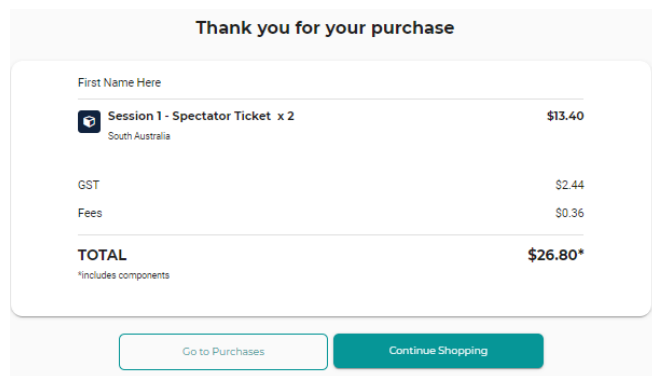 Thank you for your purchase
First Name Here
Session 1 - Spectator Ticket x 2 $13.40
South Australia
GST $2.44
Fees $0.36
TOTAL $26.80*
*includes components
Go to Purchases Continue Shopping